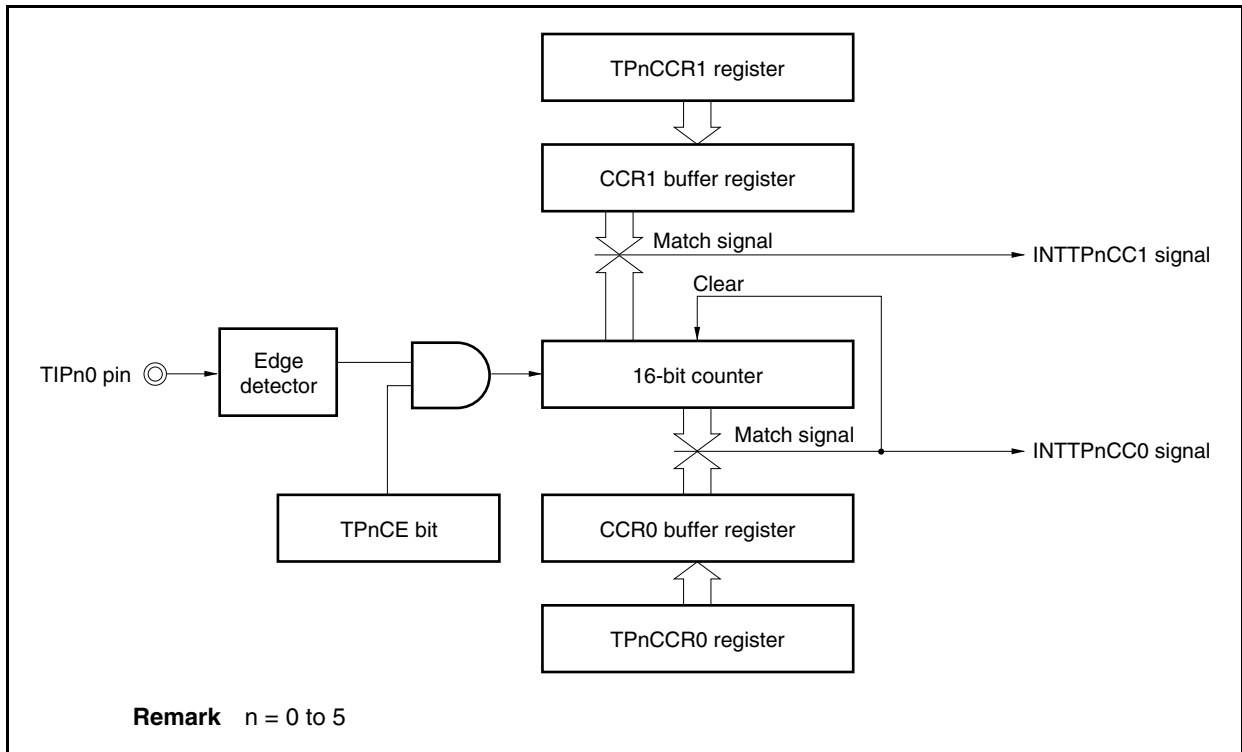 TPnCCR1 register
CCR1 buffer register
Match signal
INTTPnCC1 signal
Clear
TIPn0 pin
Edge
detector
16-bit counter
Match signal
INTTPnCC0 signal
TPnCE bit
CCR0 buffer register
TPnCCR0 register
Remark n = 0 to 5